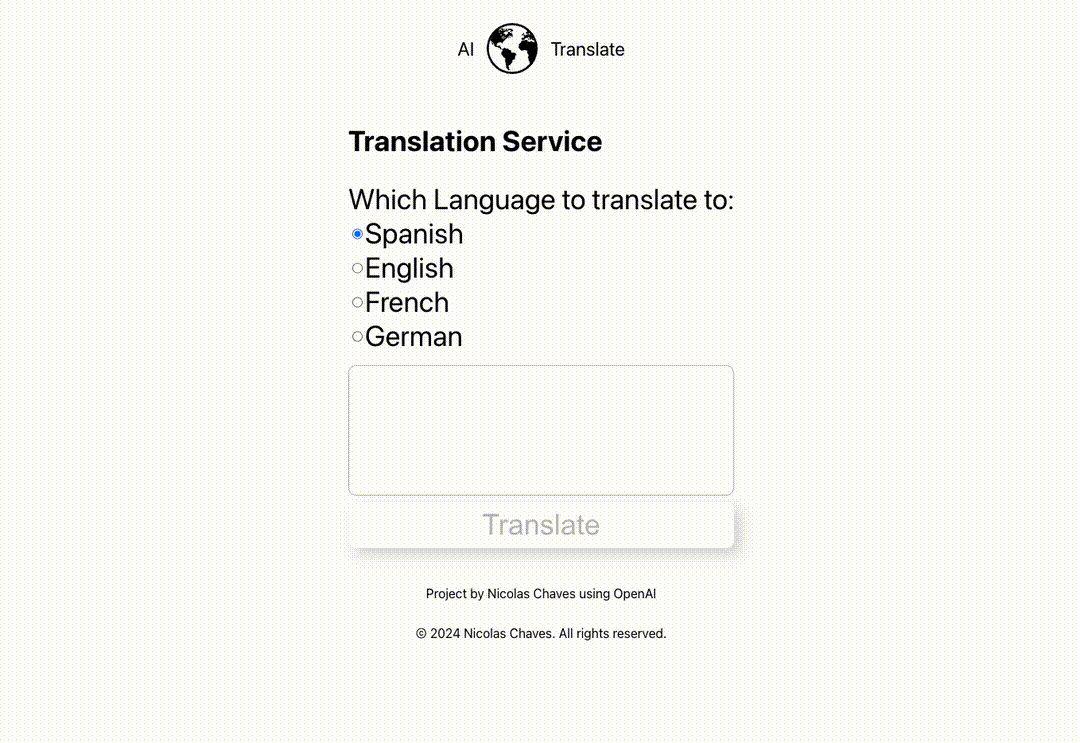 AI Translate
Translation Service
Which Language to translate to:
Spanish
English
French
German
Translate
Project by Nicolas Chaves using OpenAI
© 2024 Nicolas Chaves. All rights reserved.